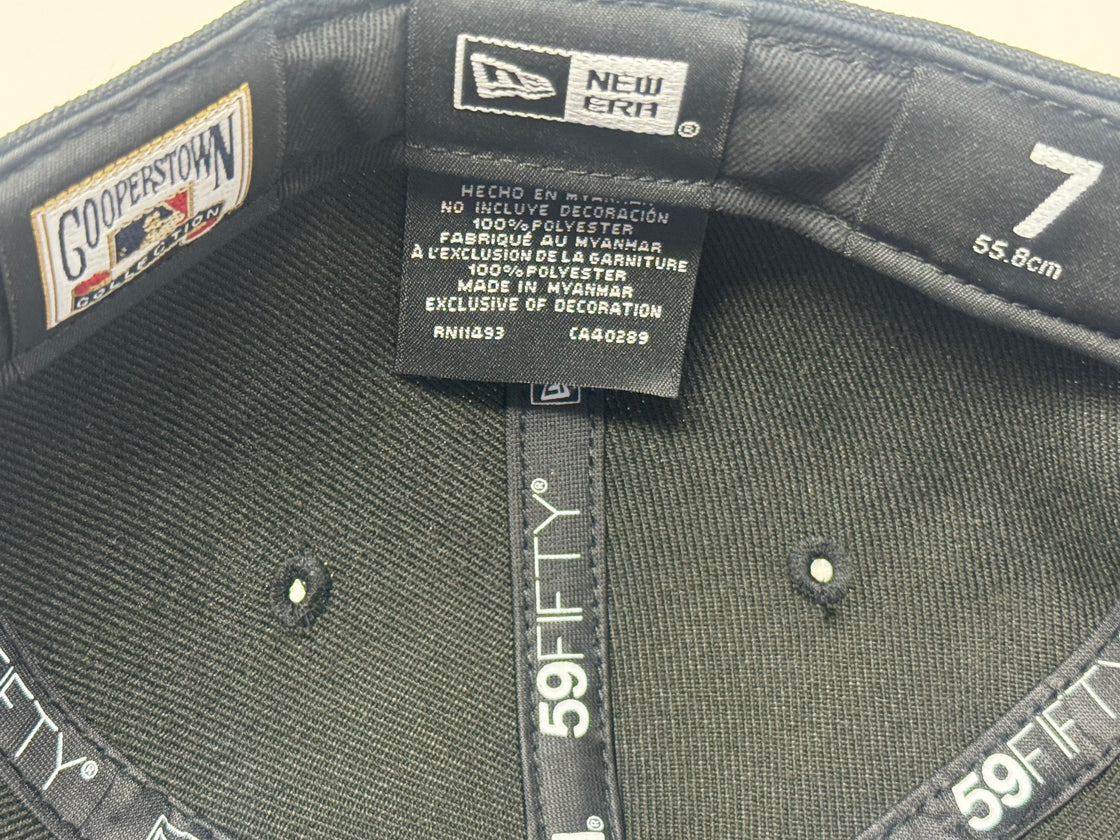 COOPERSTOWN
COLLECTION
NEW
ERA
®
HECHO EN MYANMAR
NO INCLUYE DECORACIÓN
100% POLYESTER
FABRIQUÉ AU MYANMAR
À L'EXCLUSION DE LA GARNITURE
100% POLYESTER
MADE IN MYANMAR
EXCLUSIVE OF DECORATION
RN11493 CA40289
7
55.8cm
59FIFTY®
FIFTY®
59FIFTY
®